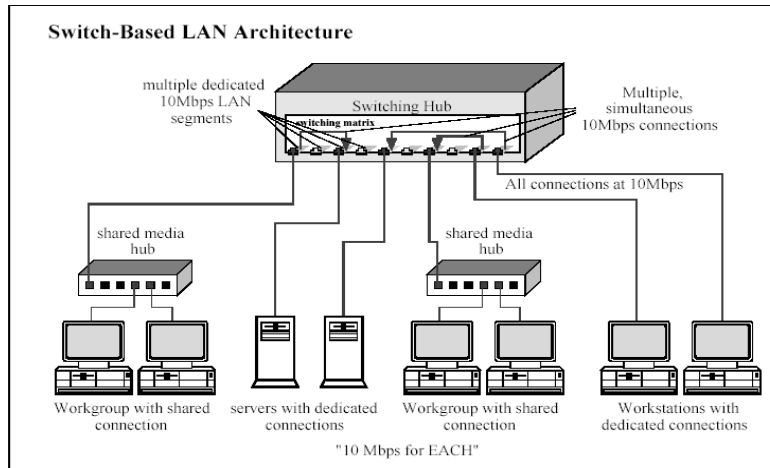 Switch-Based LAN Architecture
multiple dedicated
10Mbps LAN
segments
Switching Hub
switching matrix
Multiple,
simultaneous
10Mbps connections
All connections at 10Mbps
shared media
hub
shared media
hub
Workgroup with shared
connection
servers with dedicated
connections
Workgroup with shared
connection
Workstations with
dedicated connections
"10 Mbps for EACH"